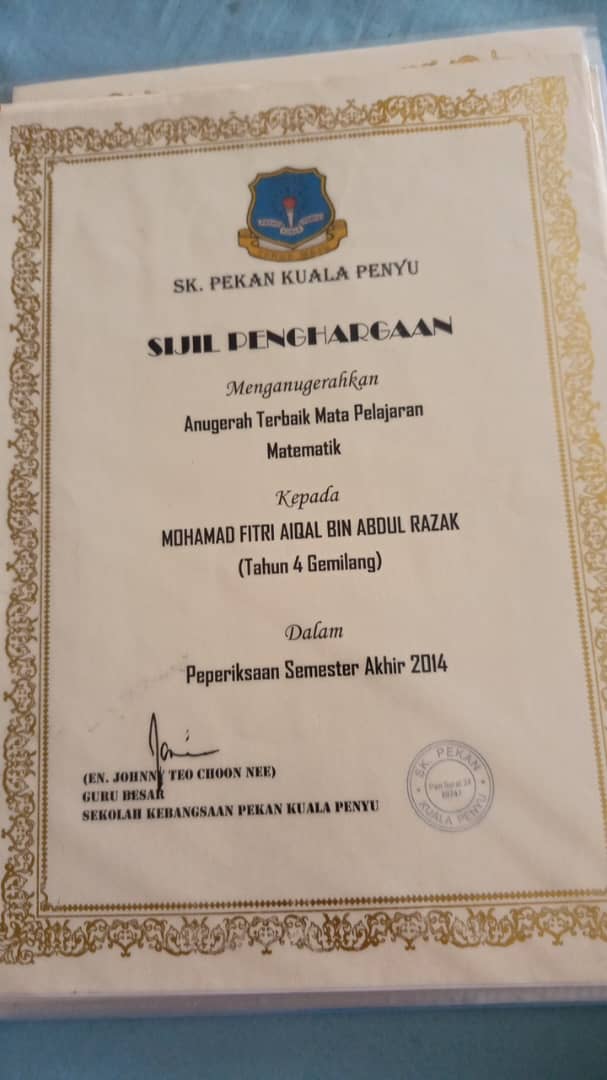 SK. PEKAN KUALA PENYU
SIJIL PENGHARGAAN
Menganugerahkan
Anugerah Terbaik Mata Pelajaran
Matematik
Kepada
MOHAMAD FITRI AIQAL BIN ABDUL RAZAK
(Tahun 4 Gemilang)
Dalam
Peperiksaan Semester Akhir 2014
(EN. JOHNNY TEO CHOON NEE)
GURU BESAR
SEKOLAH KEBANGSAAN PEKAN KUALA PENYU
SK. PEKAN
KUALA PENYU